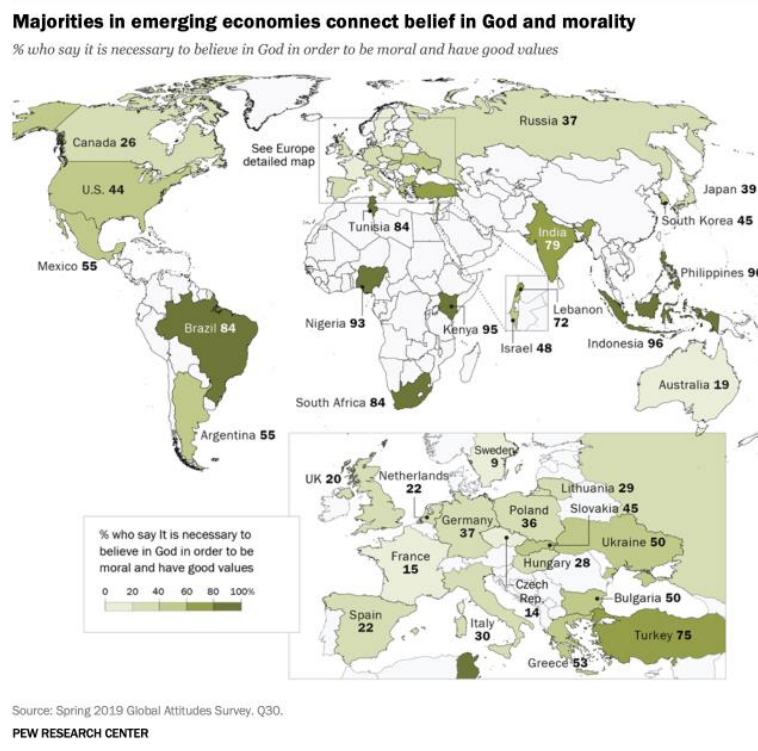 Majorities in emerging economies connect belief in God and morality
% who say it is necessary to believe in God in order to be moral and have good values
Canada 26
U.S. 44
Mexico 55
Brazil 84
Argentina 55
See Europe
detailed map
Russia 37
Japan 39
South Korea 45
Tunisia 84
India
79
Philippines 96
Nigeria 93
Kenya 95
Lebanon
72
Israel 48
Indonesia 96
South Africa 84
Australia 19
Sweden
9
UK 20
Netherlands
22
Lithuania 29
Slovakia 45
Poland
36
Germany
37
Ukraine 50
France
15
Hungary 28
Czech
Rep.
14
Bulgaria 50
Spain
22
Italy
30
Turkey 75
Greece 53
% who say It is necessary to
believe in God in order to be
moral and have good values
0 20 40 60 80 100%
Source: Spring 2019 Global Attitudes Survey. Q30.
PEW RESEARCH CENTER